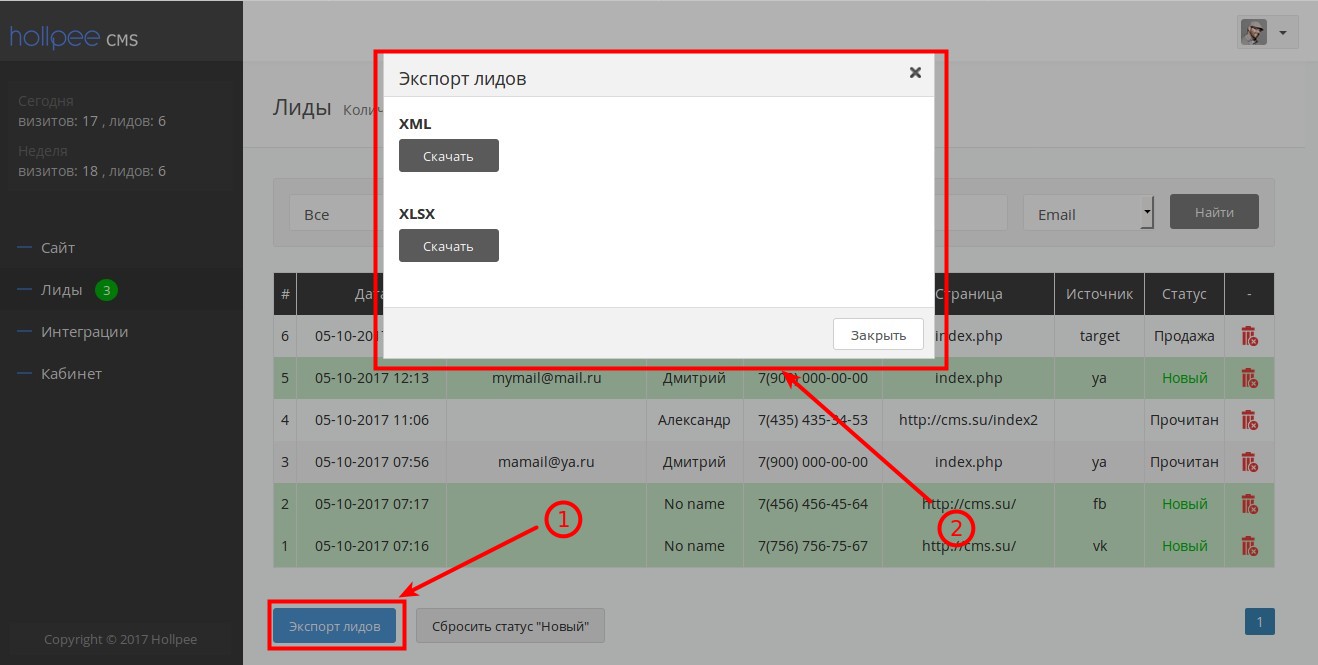 hollpee CMS
Сегодня
визитов: 17 , лидов: 6
Неделя
визитов: 18 , лидов: 6
Сайт
Лиды 3
Интеграции
Кабинет
Copyright © 2017 Hollpee
Лиды
Экспорт лидов
XML
Скачать
XLSX
Скачать
Закрыть
Все Email Найти
# Страница Источник Статус -
6 index.php target Продажа
5 05-10-2017 12:13 mymail@mail.ru Дмитрий 7(900) 000-00-00 index.php ya Новый
4 05-10-2017 11:06 Александр 7(435) 435-34-53 http://cms.su/index2 Прочитан
3 05-10-2017 07:56 mamail@ya.ru Дмитрий 7(900) 000-00-00 index.php ya Прочитан
2 05-10-2017 07:17 No name 7(456) 456-45-64 http://cms.su/ fb Новый
1 05-10-2017 07:16 No name 7(756) 756-75-67 http://cms.su/ vk Новый
1
2
Экспорт лидов Сбросить статус "Новый" 1